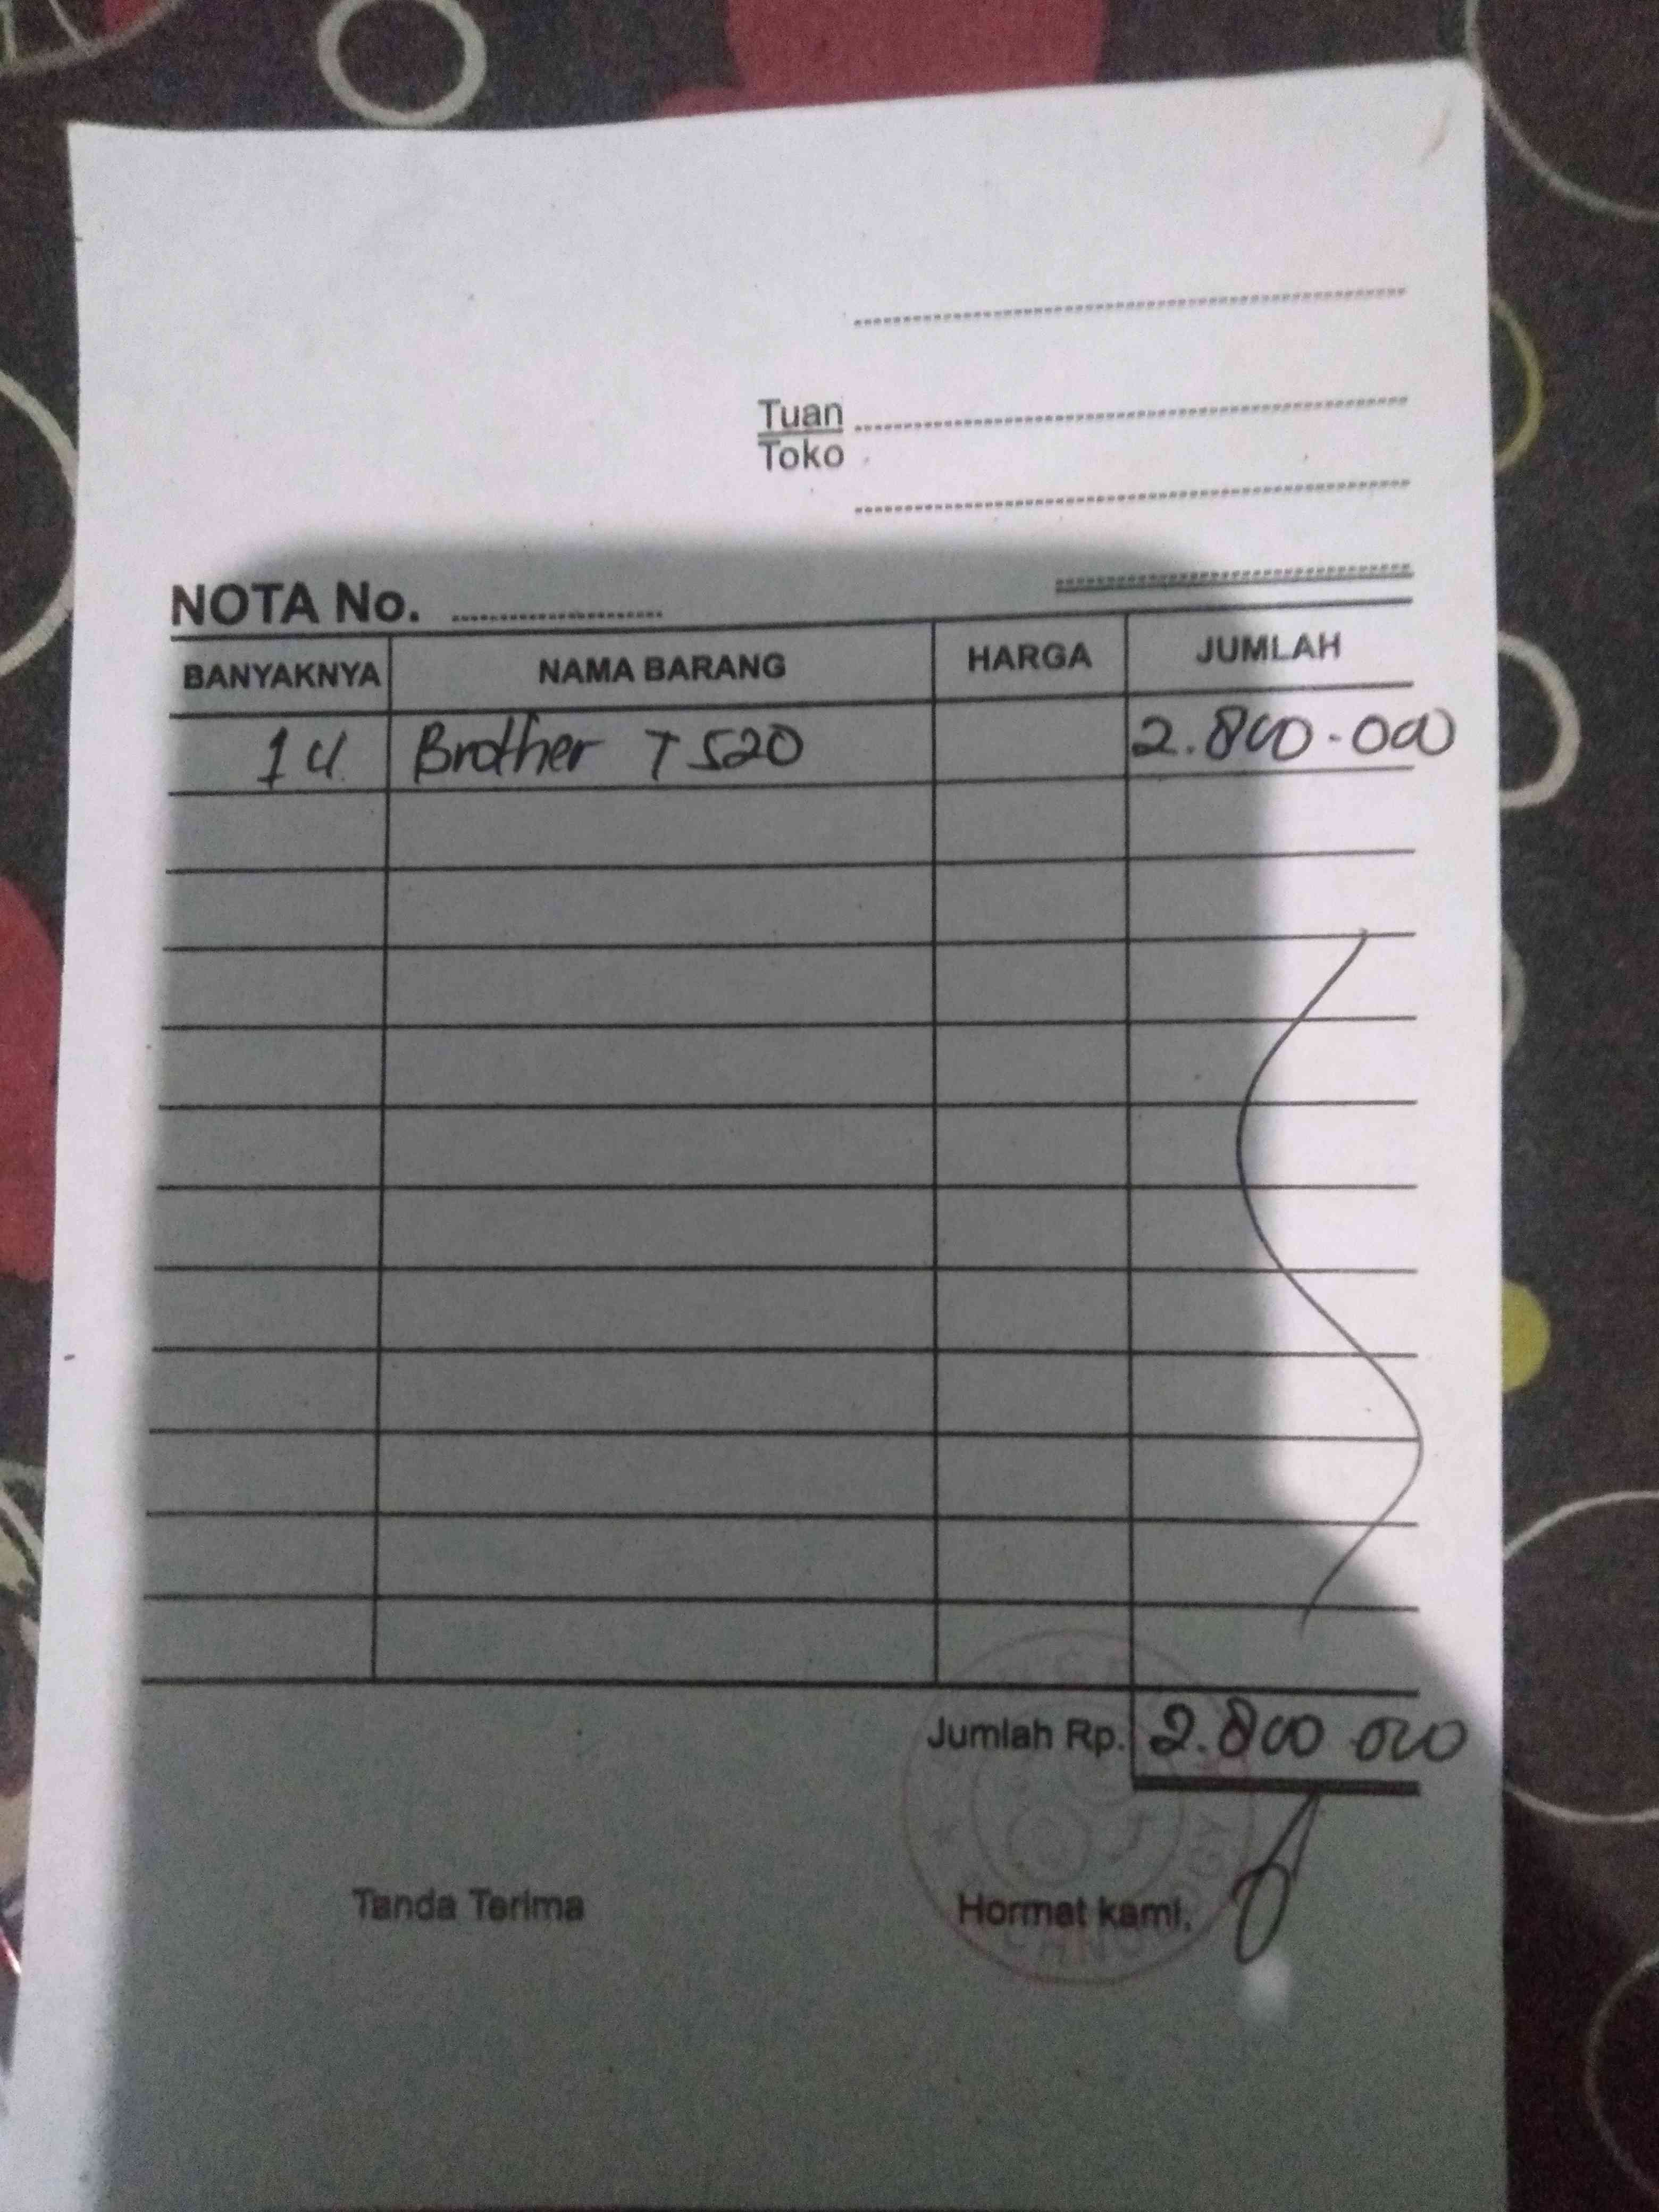 Tuan
Toko
NOTA No.
BANYAKNYA NAMA BARANG HARGA JUMLAH
1 U Brother T 520 2.800.000
Jumlah Rp. 2.800.000
Tanda Terima Hormat kami,